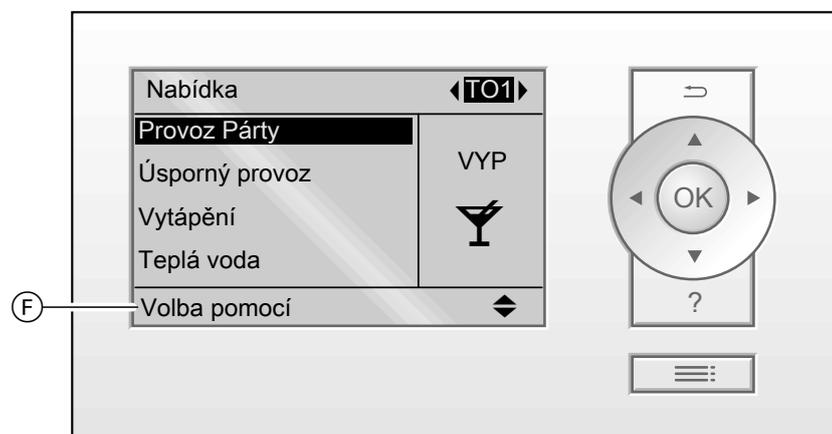 Nabídka TO1
Provoz Párty
VYP
Úsporný provoz
Vytápění
Teplá voda
Volba pomocí
OK
?
F